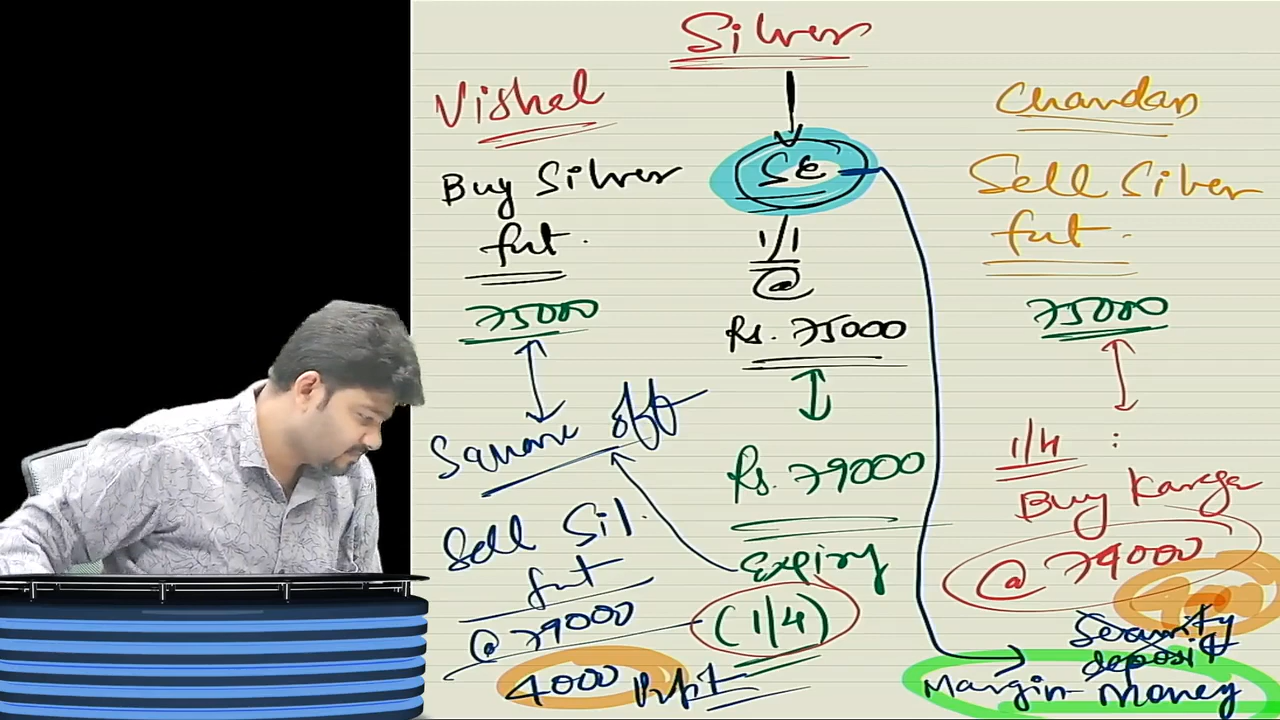 Silver
Vishal
Buy Silver
fut.
75000
Square off
Sell Sil.
fut
@ 79000
4000 Profit
SE
1/1
@
Rs. 75000
Rs. 79000
Expiry
(1/4)
Chandan
Sell Silver
fut.
75000
1/4 :
Buy Karega
@ 79000
Security
deposit
Margin Money